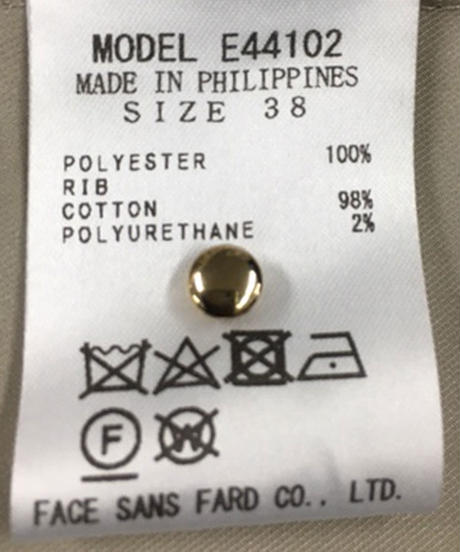 MODEL E44102
MADE IN PHILIPPINES
SIZE 38
POLYESTER 100%
RIB
COTTON 98%
POLYURETHANE 2%
F W
FACE SANS FARD CO., LTD.